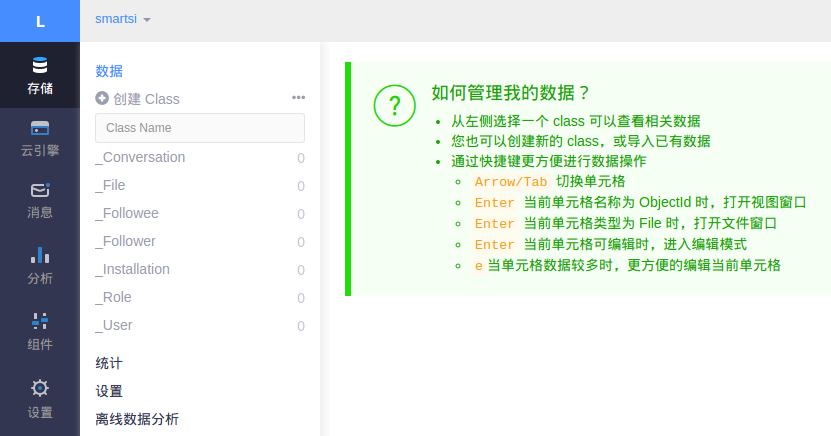 L
smartsi
存储
云引擎
消息
分析
组件
设置
数据
创建 Class
•••
Class Name
_Conversation 0
_File 0
_Followee 0
_Follower 0
_Installation 0
_Role 0
_User 0
统计
设置
离线数据分析
?
如何管理我的数据？
• 从左侧选择一个 class 可以查看相关数据
• 您也可以创建新的 class，或导入已有数据
• 通过快捷键更方便进行数据操作
◦ Arrow/Tab 切换单元格
◦ Enter 当前单元格名称为 ObjectId 时，打开视图窗口
◦ Enter 当前单元格类型为 File 时，打开文件窗口
◦ Enter 当前单元格可编辑时，进入编辑模式
◦ e 当单元格数据较多时，更方便的编辑当前单元格